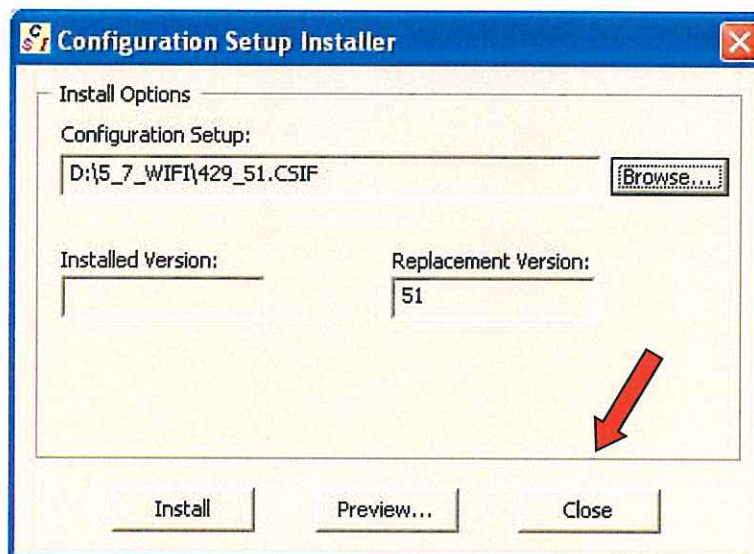 Configuration Setup Installer
Install Options
Configuration Setup:
D:\5_7_WIFI\429_51.CSIF
Browse...
Installed Version:
Replacement Version:
51
Install
Preview...
Close